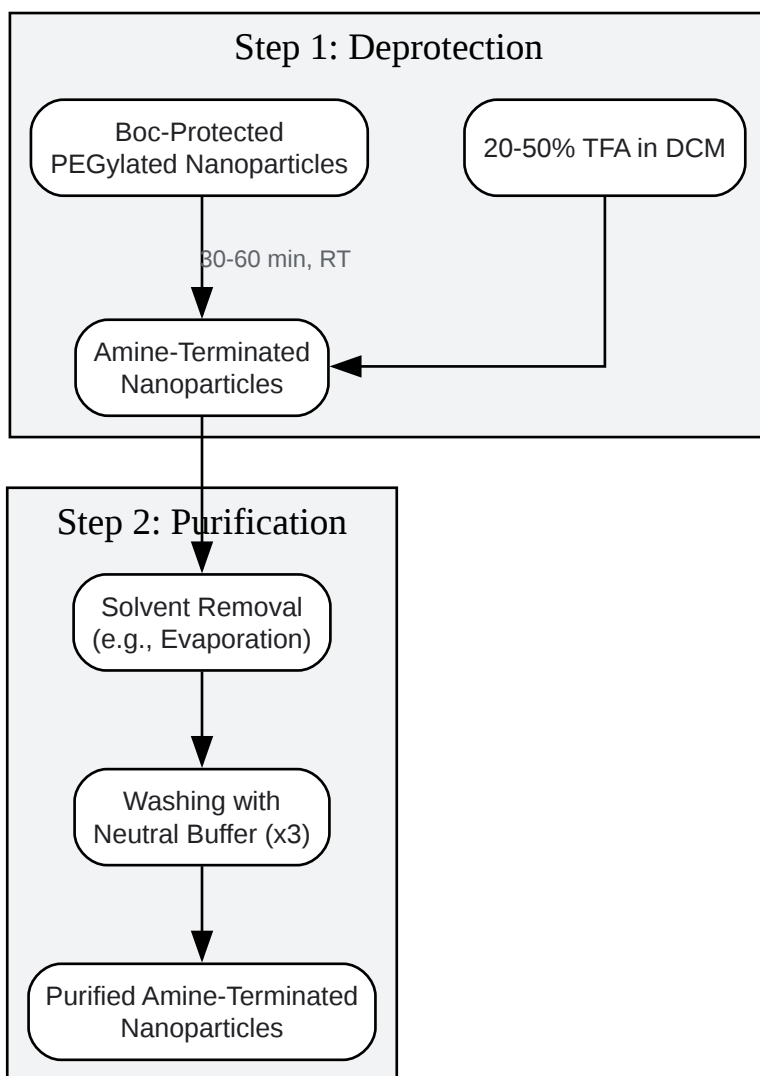 Step 1: Deprotection
Boc-Protected
PEGylated Nanoparticles
20-50% TFA in DCM
30-60 min, RT
Amine-Terminated
Nanoparticles
Step 2: Purification
Solvent Removal
(e.g., Evaporation)
Washing with
Neutral Buffer (x3)
Purified Amine-Terminated
Nanoparticles